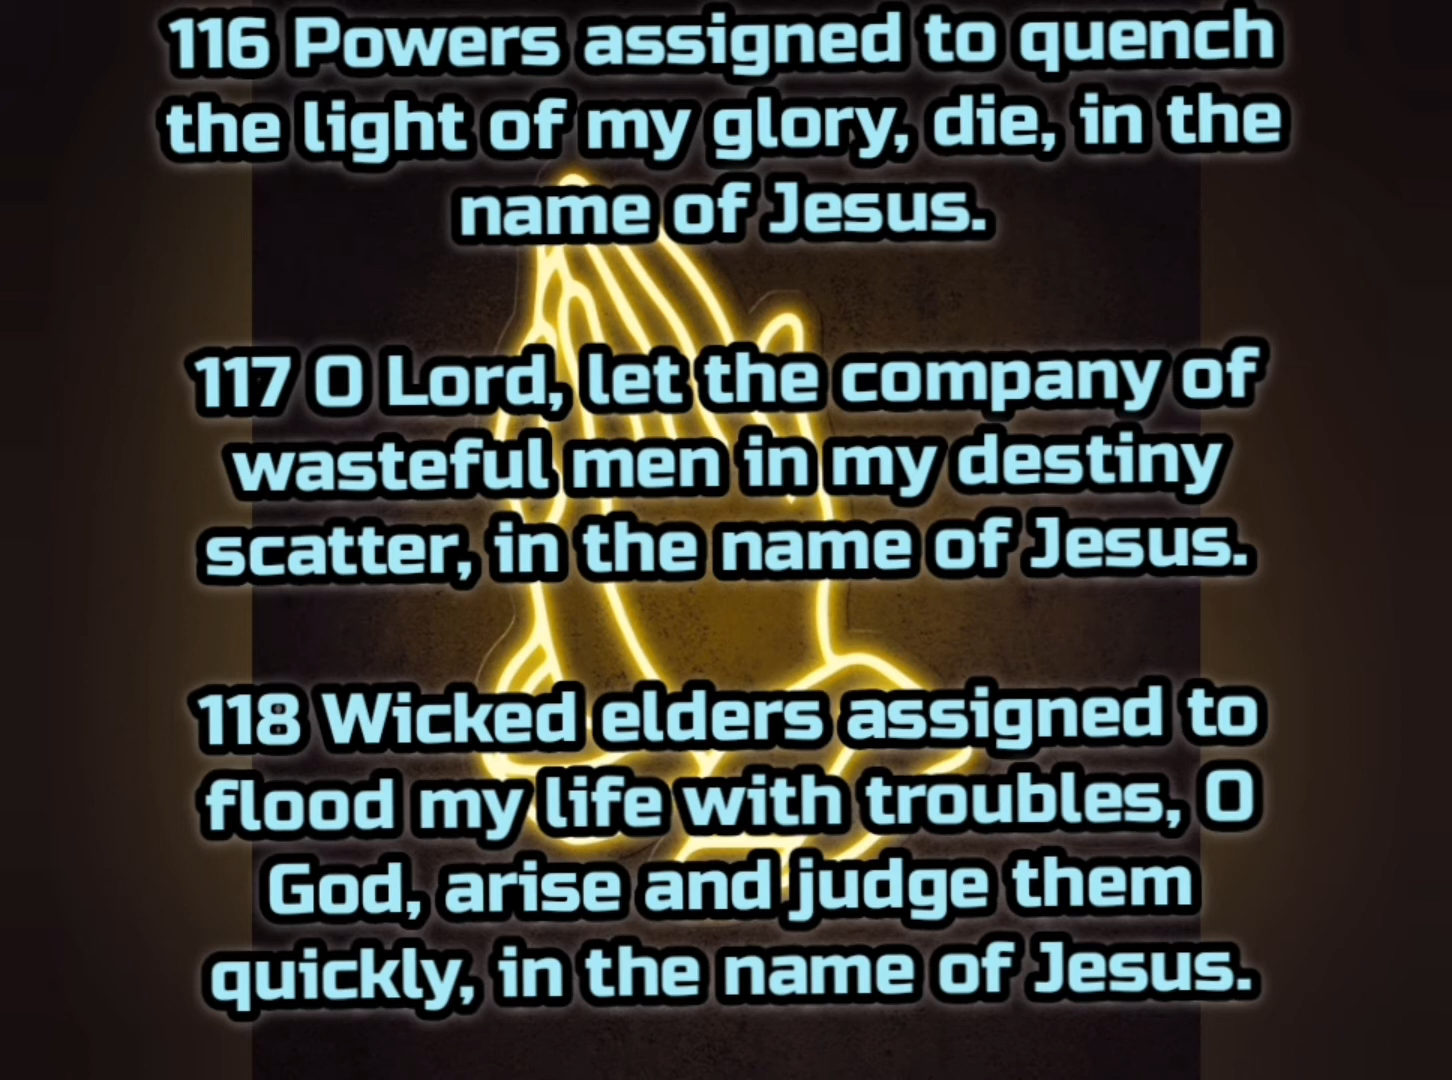 116 Powers assigned to quench
the light of my glory, die, in the
name of Jesus.
117 O Lord, let the company of
wasteful men in my destiny
scatter, in the name of Jesus.
118 Wicked elders assigned to
flood my life with troubles, O
God, arise and judge them
quickly, in the name of Jesus.